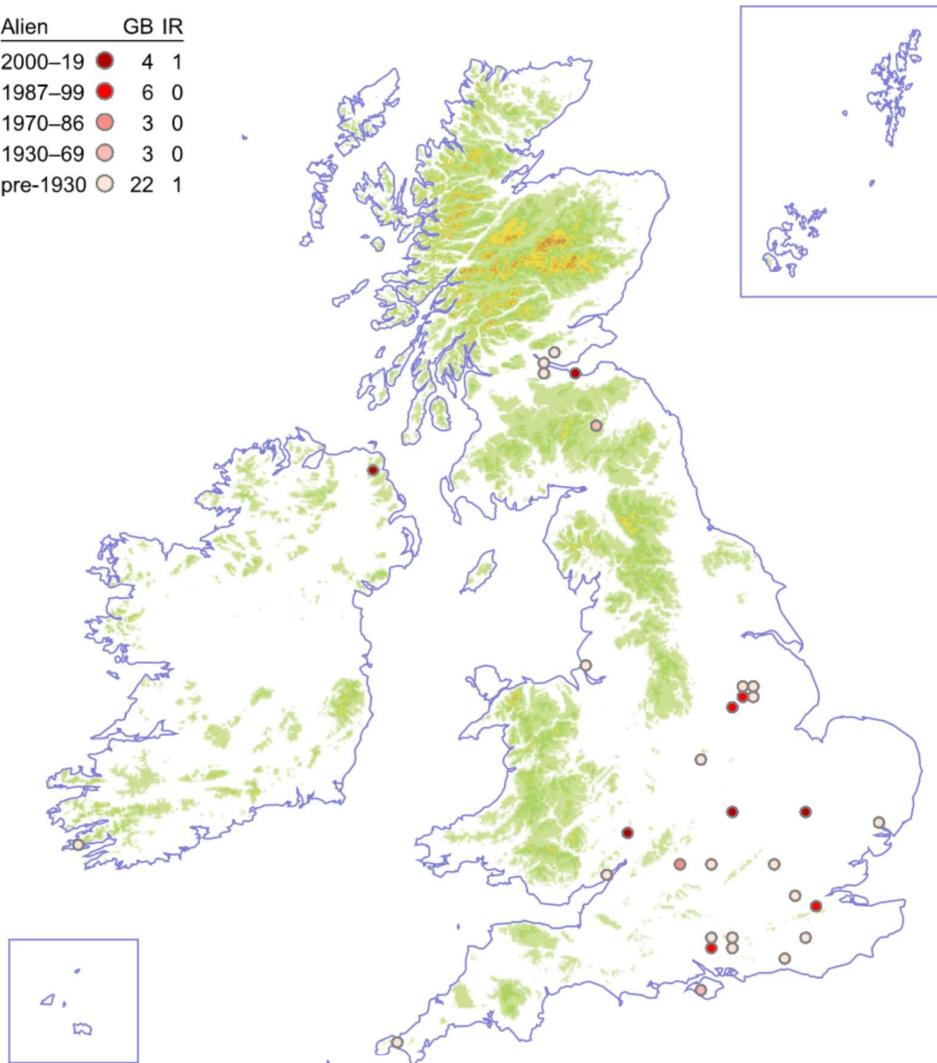 Alien GB IR
2000–19 4 1
1987–99 6 0
1970–86 3 0
1930–69 3 0
pre-1930 22 1